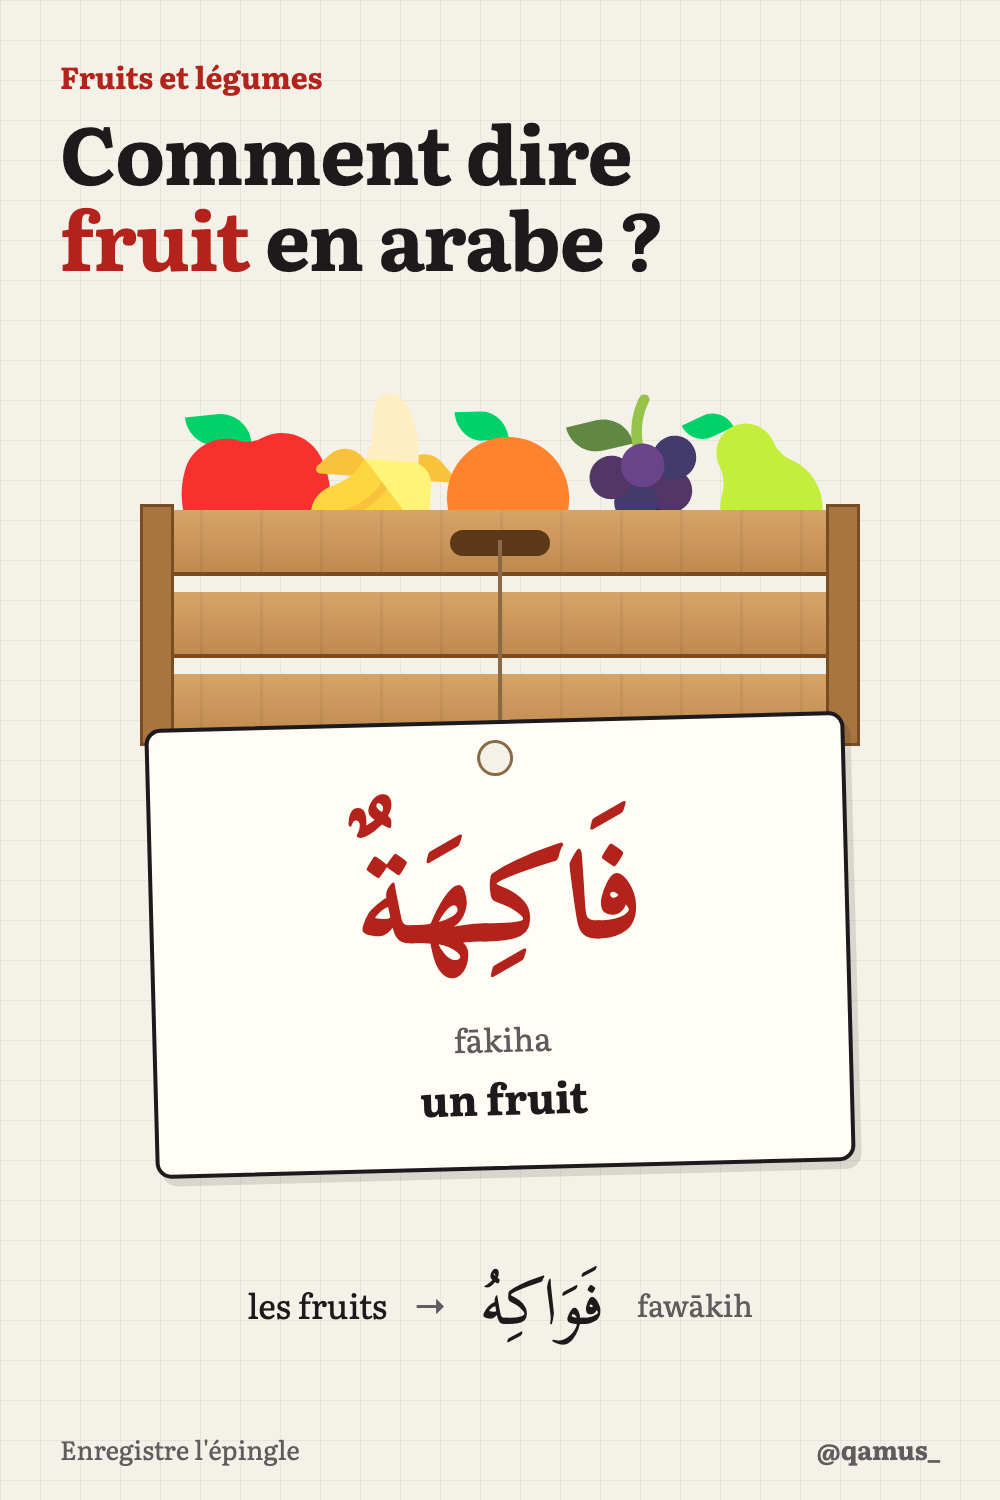 Fruits et légumes
Comment dire
fruit en arabe ?
فَاكِهَةٌ
fākiha
un fruit
les fruits → فَوَاكِهُ fawākih
Enregistre l'épingle
@qamus_